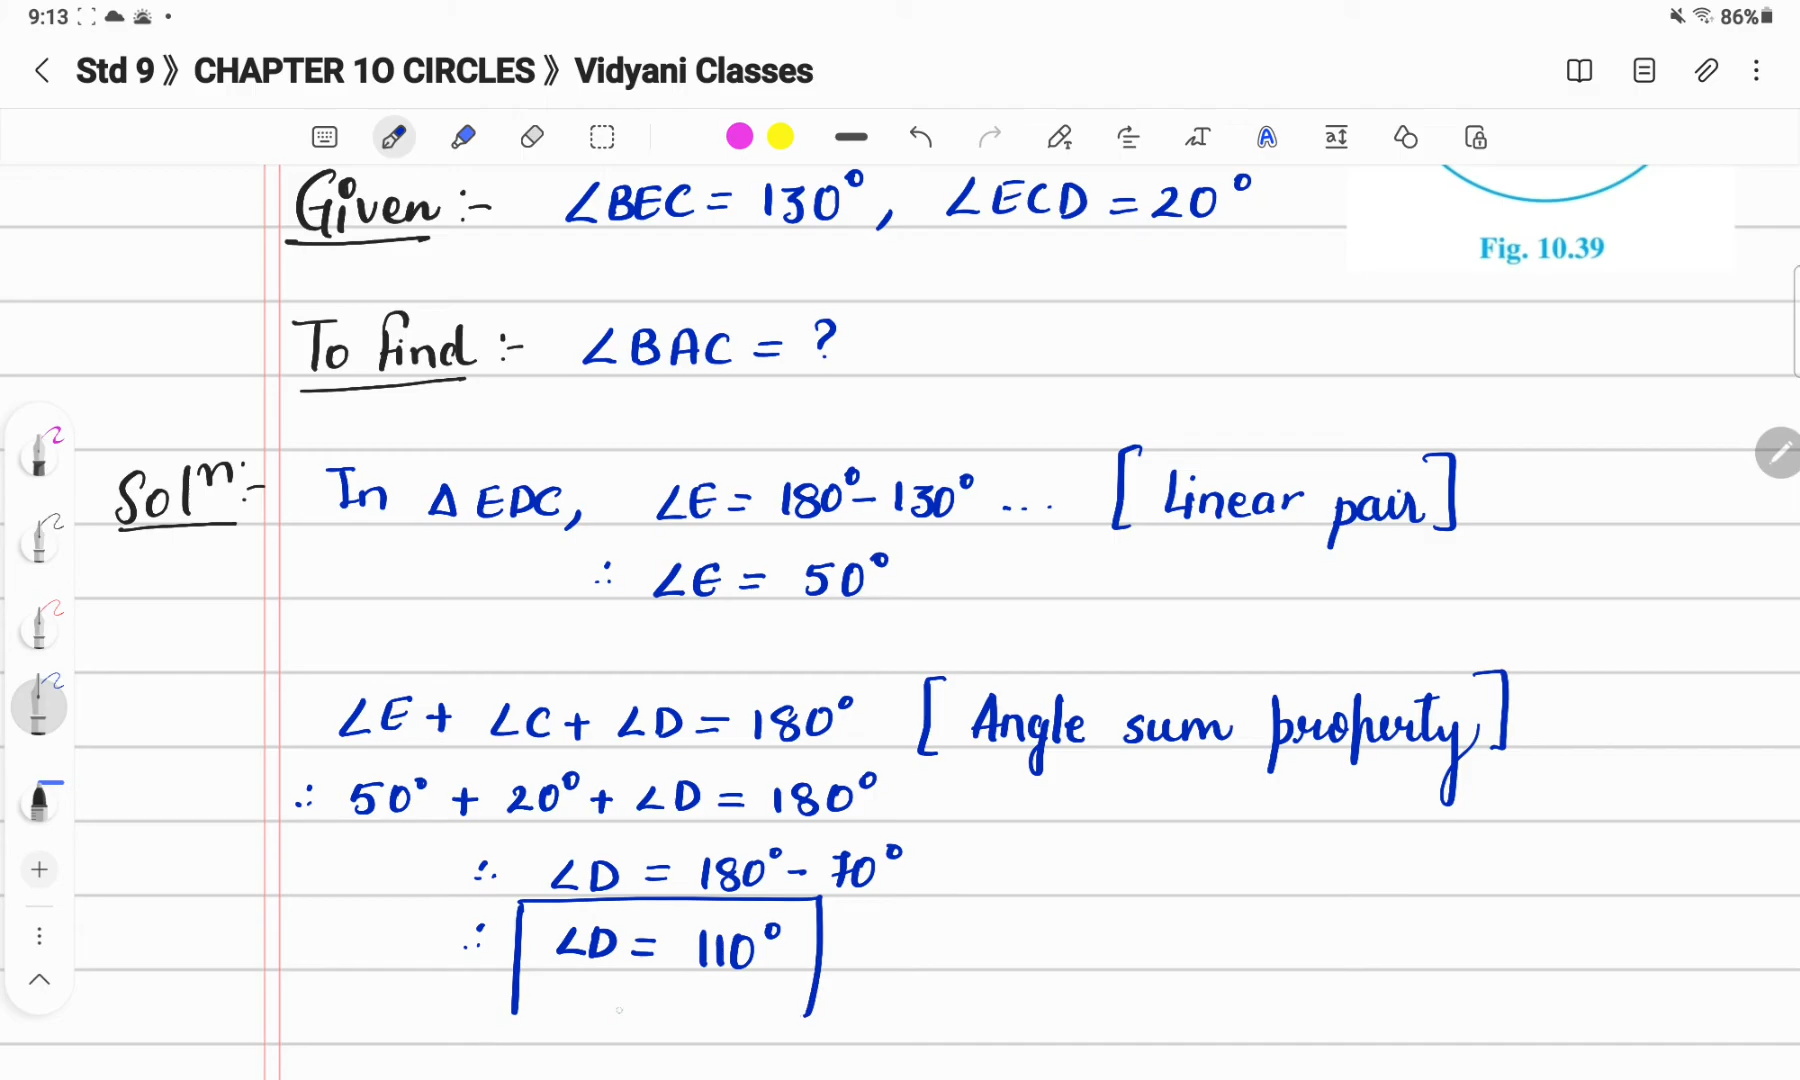 9:13 86%
Std 9》 CHAPTER 1O CIRCLES》 Vidyani Classes
Given :- ∠BEC = 130°, ∠ECD = 20°
Fig. 10.39
To find :- ∠BAC = ?
Solⁿ:- In △ EDC, ∠E = 180° - 130° ... [Linear pair]
∴ ∠E = 50°
∠E + ∠C + ∠D = 180° [Angle sum property]
∴ 50° + 20° + ∠D = 180°
∴ ∠D = 180° - 70°
∴ ∠D = 110°